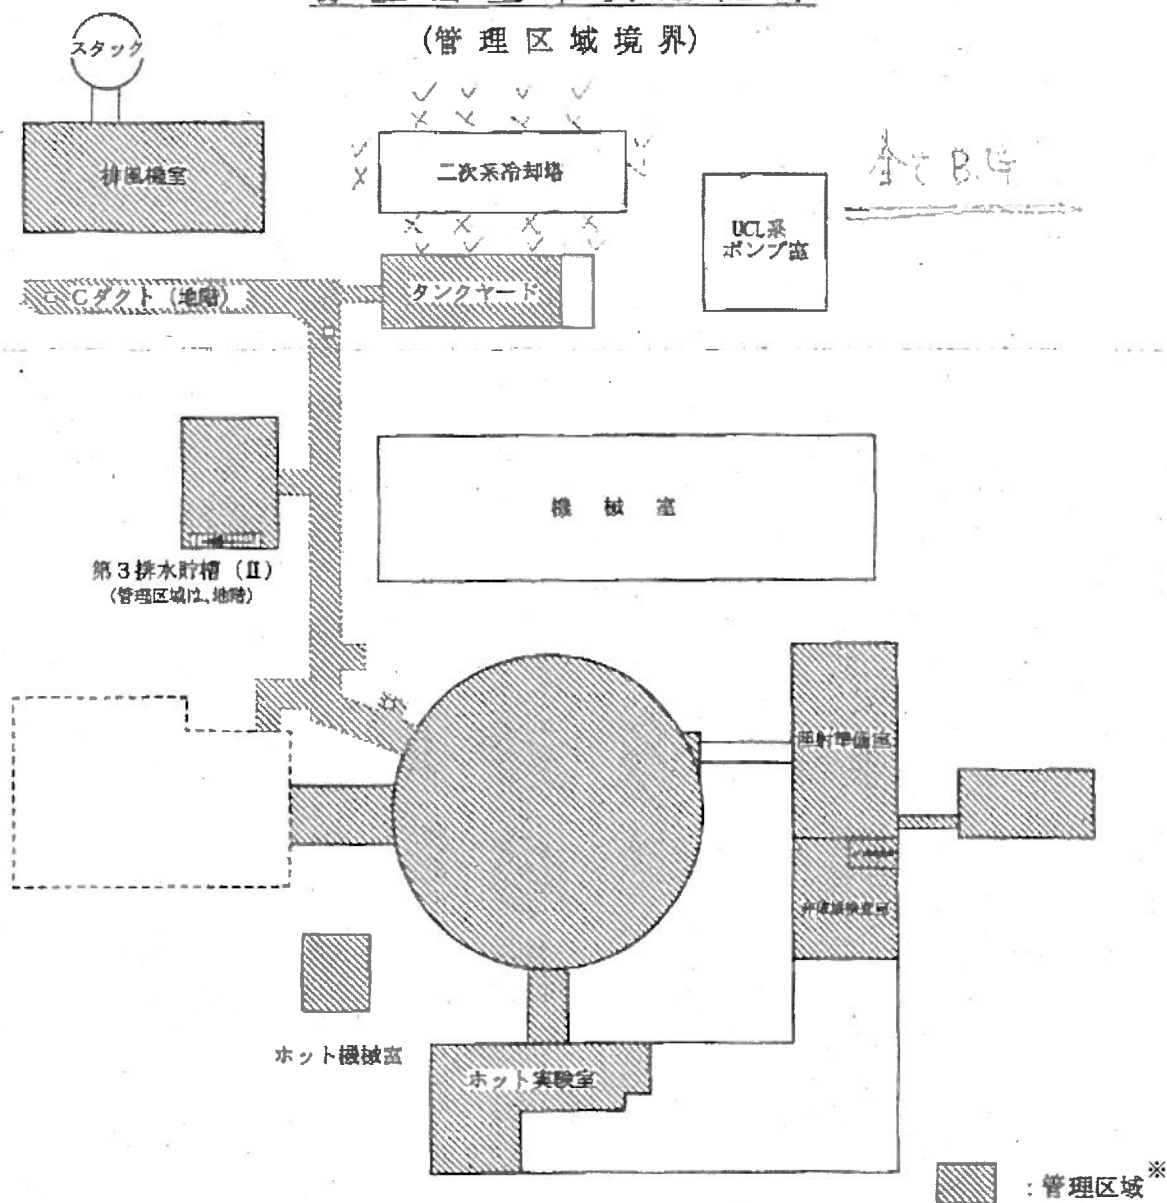 (管理区域境界)
スタック
排風機室
二次系冷却塔
全て B.G
UCL系
ポンプ室
Cダクト (地階)
タンクヤード
機械室
第3排水貯槽 (Ⅱ)
(管理区域は、地階)
照射準備室
ホット機械室
ホット実験室
:管理区域※